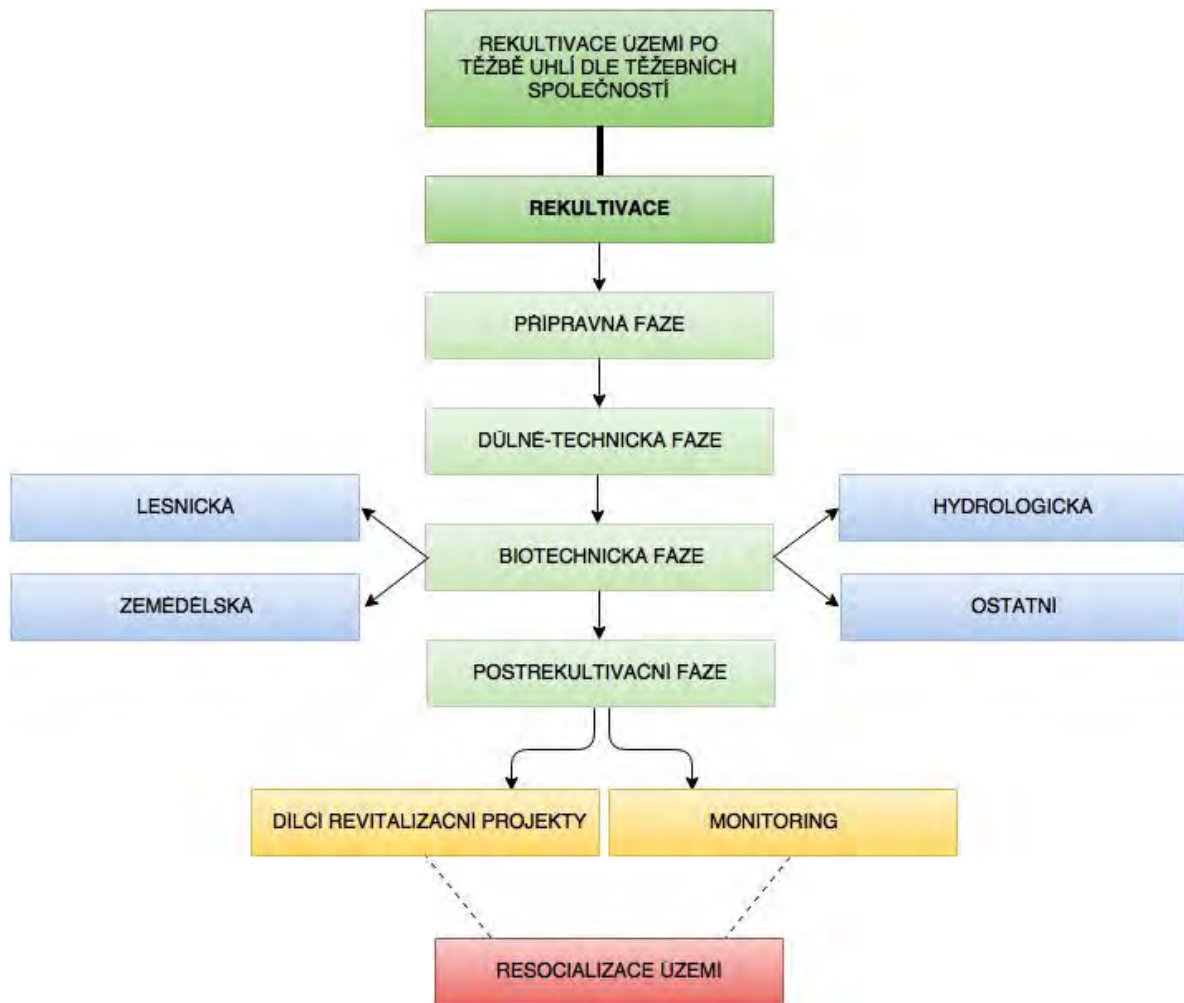 REKULTIVACE ÚZEMÍ PO
TĚŽBĚ UHLÍ DLE TĚŽEBNÍCH
SPOLEČNOSTÍ
REKULTIVACE
PŘÍPRAVNÁ FÁZE
DŮLNĚ-TECHNICKÁ FÁZE
LESNICKÁ
HYDROLOGICKÁ
BIOTECHNICKÁ FÁZE
ZEMĚDĚLSKÁ
OSTATNÍ
POSTREKULTIVAČNÍ FÁZE
DÍLČÍ REVITALIZAČNÍ PROJEKTY
MONITORING
RESOCIALIZACE ÚZEMÍ